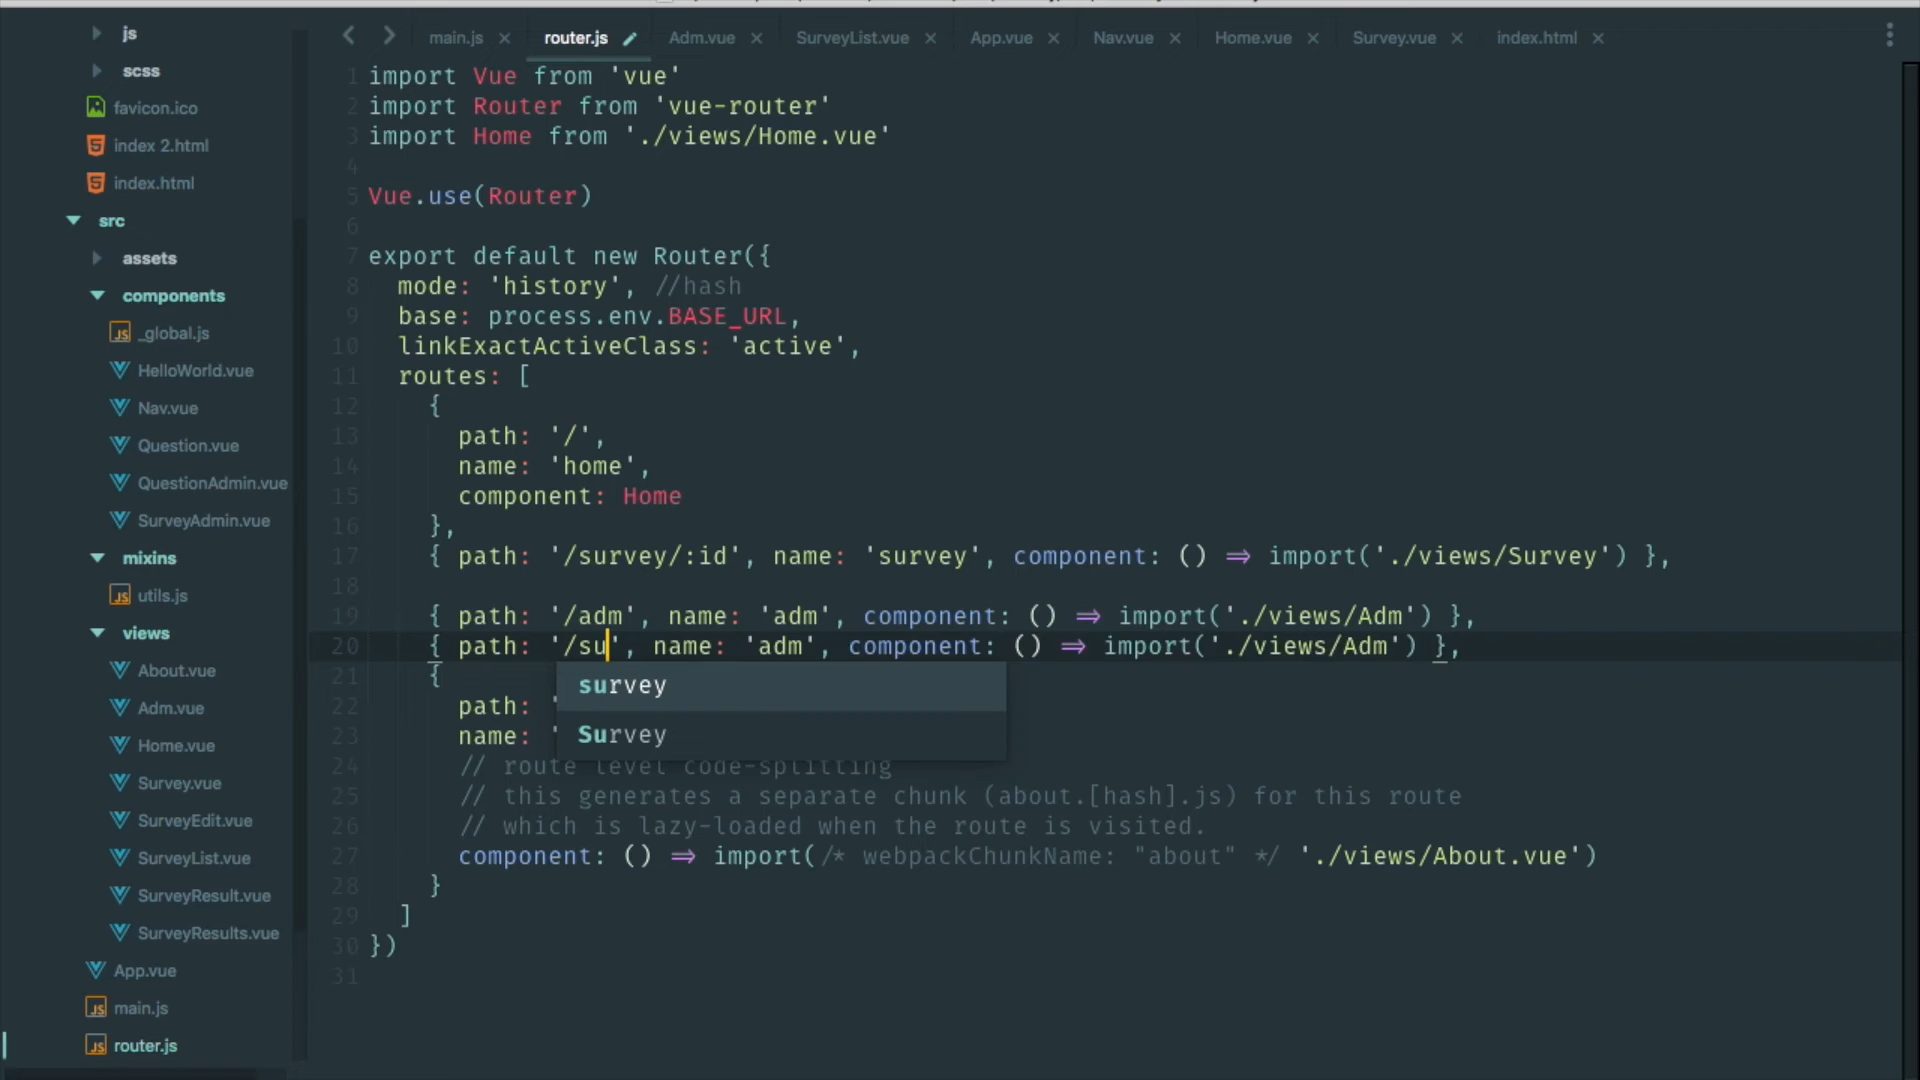 js
scss
favicon.ico
index 2.html
index.html
src
assets
components
_global.js
HelloWorld.vue
Nav.vue
Question.vue
QuestionAdmin.vue
SurveyAdmin.vue
mixins
utils.js
views
About.vue
Adm.vue
Home.vue
Survey.vue
SurveyEdit.vue
SurveyList.vue
SurveyResult.vue
SurveyResults.vue
App.vue
main.js
router.js
main.js × router.js Adm.vue × SurveyList.vue × App.vue × Nav.vue × Home.vue × Survey.vue × index.html ×
1 import Vue from 'vue'
2 import Router from 'vue-router'
3 import Home from './views/Home.vue'
4
5 Vue.use(Router)
6
7 export default new Router({
8 mode: 'history', //hash
9 base: process.env.BASE_URL,
10 linkExactActiveClass: 'active',
11 routes: [
12 {
13 path: '/',
14 name: 'home',
15 component: Home
16 },
17 { path: '/survey/:id', name: 'survey', component: () => import('./views/Survey') },
18
19 { path: '/adm', name: 'adm', component: () => import('./views/Adm') },
20 { path: '/su', name: 'adm', component: () => import('./views/Adm') },
21 {
survey
22 path: '
Survey
23 name: '
24 // route level code-splitting
25 // this generates a separate chunk (about.[hash].js) for this route
26 // which is lazy-loaded when the route is visited.
27 component: () => import(/* webpackChunkName: "about" */ './views/About.vue')
28 }
29 ]
30 })
31